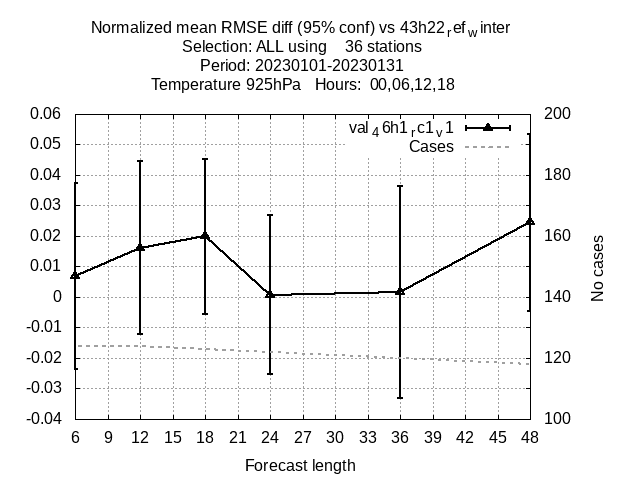 Normalized mean RMSE diff (95% conf) vs 43h22refwinter
Selection: ALL using 36 stations
Period: 20230101-20230131
Temperature 925hPa Hours: 00,06,12,18
val46h1rc1v1
Cases
0.06
0.05
0.04
0.03
0.02
0.01
0
-0.01
-0.02
-0.03
-0.04
200
180
160
140
120
100
No cases
6 9 12 15 18 21 24 27 30 33 36 39 42 45 48
Forecast length